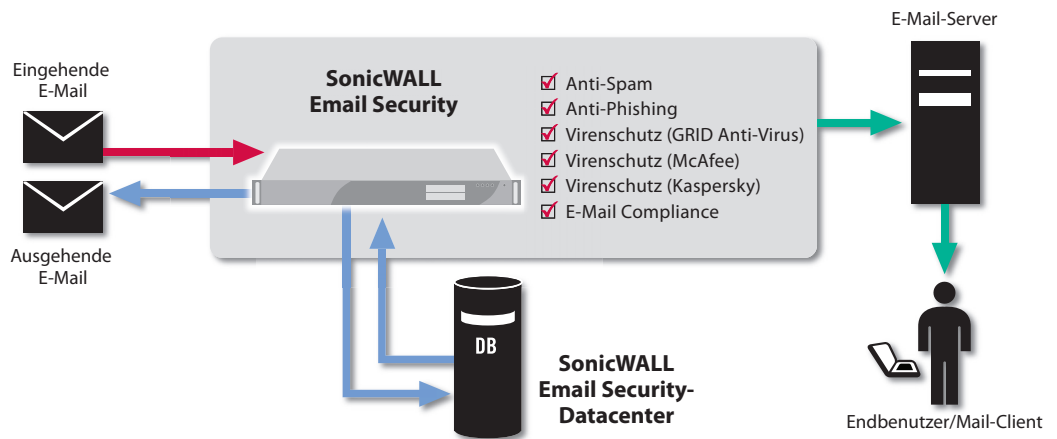 Eingehende
E-Mail
Ausgehende
E-Mail
SonicWALL
Email Security
Anti-Spam
Anti-Phishing
Virenschutz (GRID Anti-Virus)
Virenschutz (McAfee)
Virenschutz (Kaspersky)
E-Mail Compliance
E-Mail-Server
DB
SonicWALL
Email Security-
Datacenter
Endbenutzer/Mail-Client